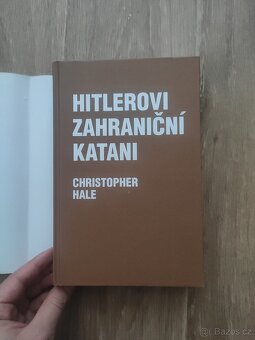 HITLEROVI
ZAHRANIČNÍ
KATANI
CHRISTOPHER
HALE
Bazos.cz